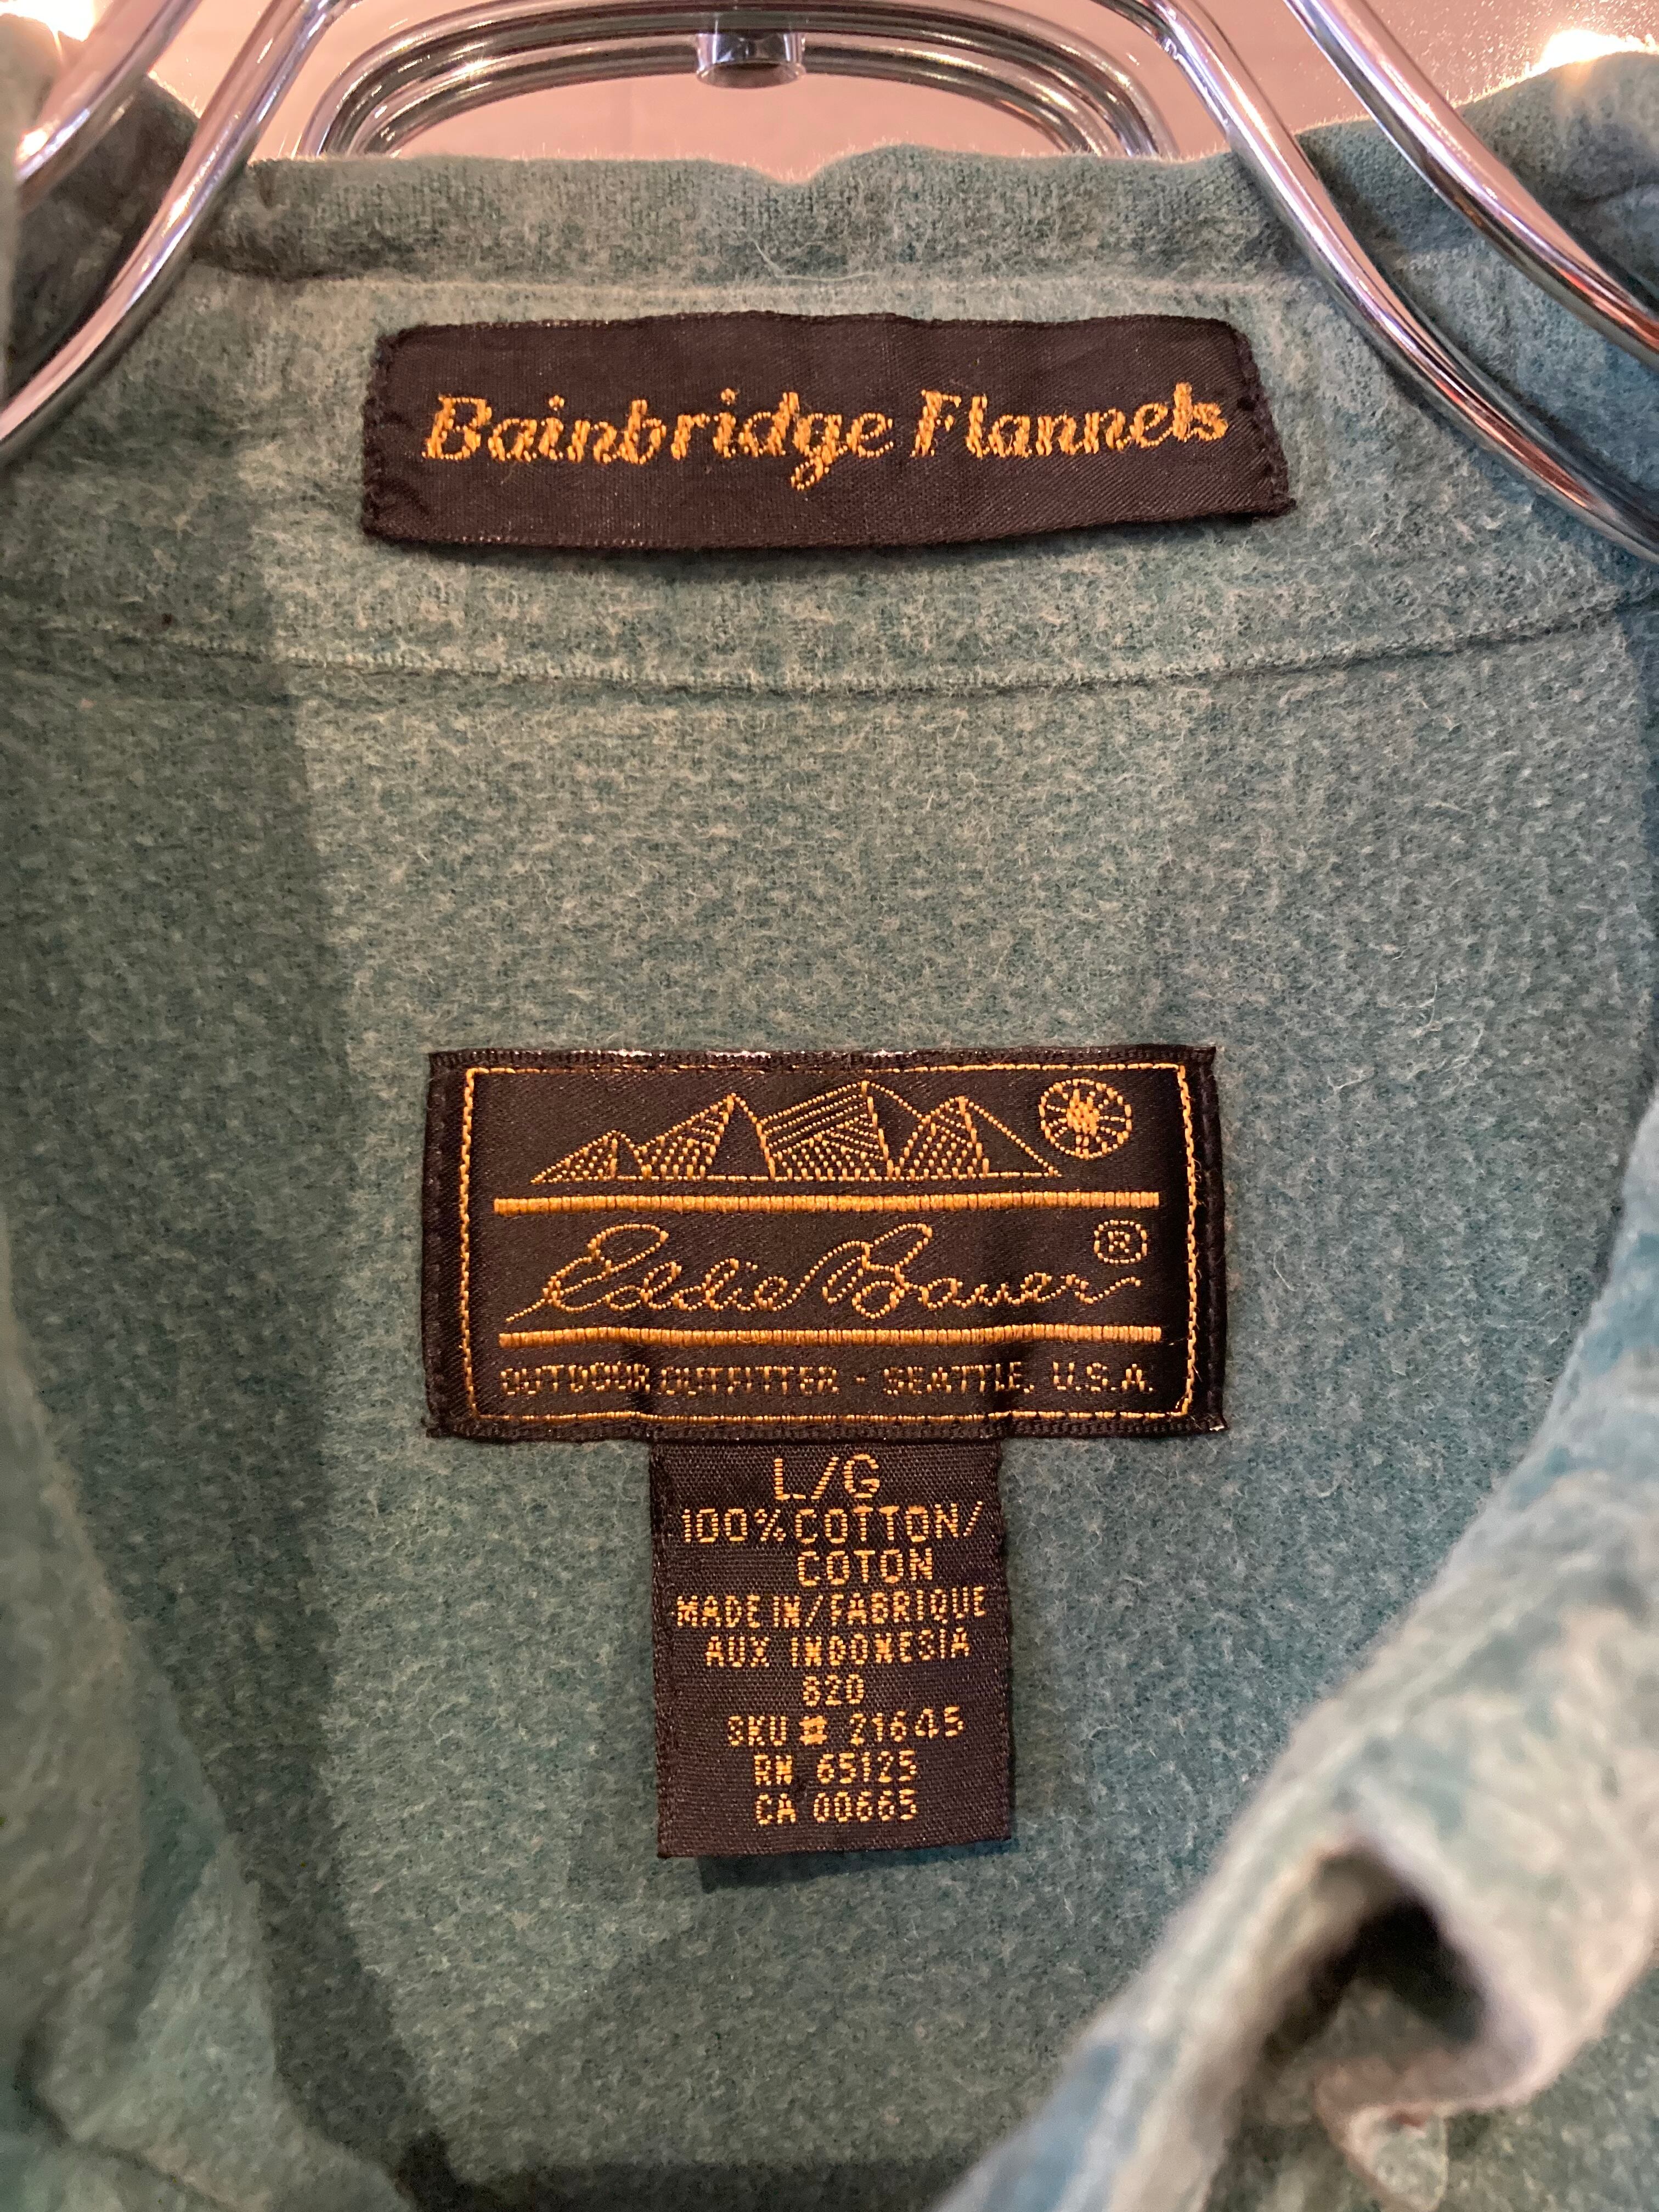 Bainbridge Flannels
Eddie Bauer ®
OUTDOOR OUTFITTER - SEATTLE, U.S.A.
L/G
100% COTTON/
COTON
MADE IN/FABRIQUE
AUX INDONESIA
820
SKU # 21645
RN 65125
CA 00665